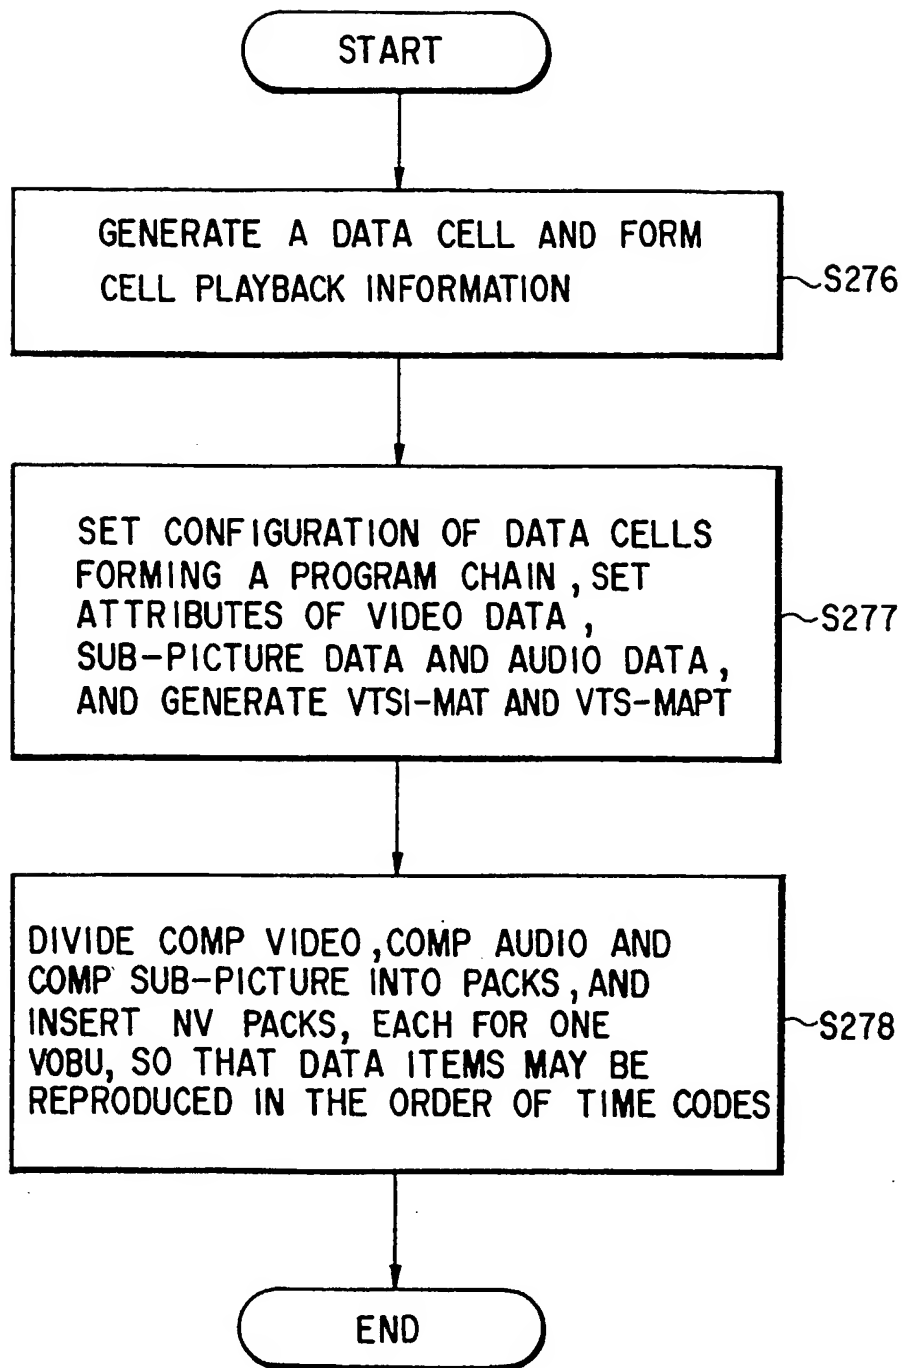 START
GENERATE A DATA CELL AND FORM
CELL PLAYBACK INFORMATION
S276
SET CONFIGURATION OF DATA CELLS
FORMING A PROGRAM CHAIN, SET
ATTRIBUTES OF VIDEO DATA,
SUB-PICTURE DATA AND AUDIO DATA,
AND GENERATE VTSI-MAT AND VTS-MAPT
S277
DIVIDE COMP VIDEO, COMP AUDIO AND
COMP SUB-PICTURE INTO PACKS, AND
INSERT NV PACKS, EACH FOR ONE
VOBU, SO THAT DATA ITEMS MAY BE
REPRODUCED IN THE ORDER OF TIME CODES
S278
END